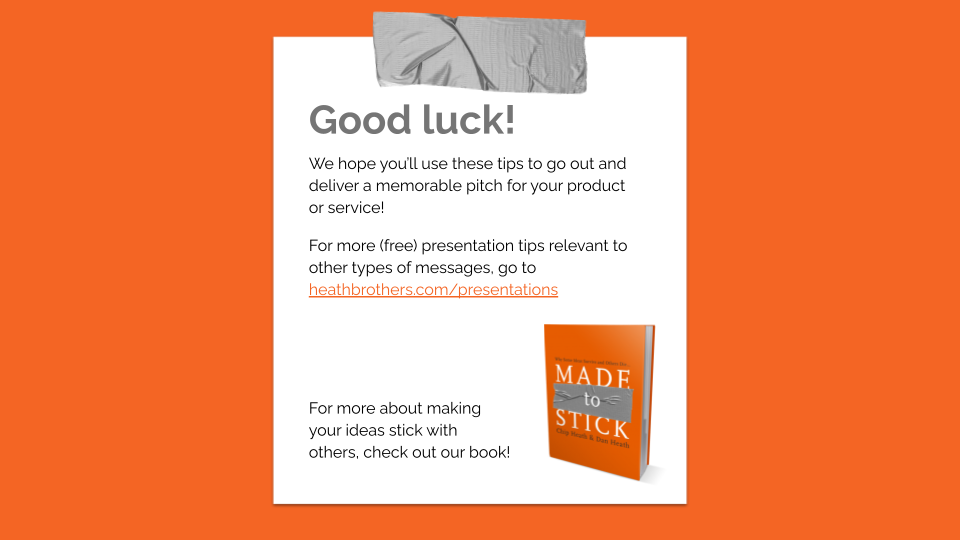 Good luck!
We hope you'll use these tips to go out and
deliver a memorable pitch for your product
or service!
For more (free) presentation tips relevant to
other types of messages, go to
heathbrothers.com/presentations
For more about making
your ideas stick with
others, check out our book!
MADE
to
STICK
Chip Heath & Dan Heath